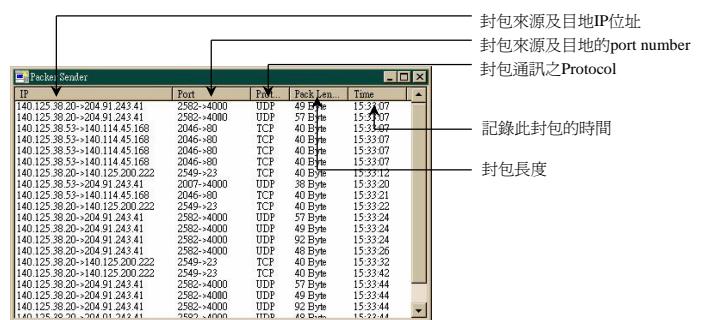 封包來源及目地IP位址
封包來源及目地的port number
封包通訊之Protocol
記錄此封包的時間
封包長度
Packer Sender
IP Port Prot... Pack Len... Time
140.125.38.20->204.91.243.41 2582->4000 UDP 49 Byte 15:33:07
140.125.38.20->204.91.243.41 2582->4000 UDP 57 Byte 15:33:07
140.125.38.53->140.114.45.168 2046->80 TCP 40 Byte 15:33:07
140.125.38.53->140.114.45.168 2046->80 TCP 40 Byte 15:33:07
140.125.38.53->140.114.45.168 2046->80 TCP 40 Byte 15:33:07
140.125.38.53->140.114.45.168 2046->80 TCP 40 Byte 15:33:07
140.125.38.20->140.125.200.222 2549->23 TCP 40 Byte 15:33:12
140.125.38.53->204.91.243.41 2007->4000 UDP 38 Byte 15:33:20
140.125.38.53->140.114.45.168 2046->80 TCP 40 Byte 15:33:21
140.125.38.20->140.125.200.222 2549->23 TCP 40 Byte 15:33:22
140.125.38.20->204.91.243.41 2582->4000 UDP 57 Byte 15:33:24
140.125.38.20->204.91.243.41 2582->4000 UDP 49 Byte 15:33:24
140.125.38.20->204.91.243.41 2582->4000 UDP 92 Byte 15:33:24
140.125.38.20->204.91.243.41 2582->4000 UDP 48 Byte 15:33:26
140.125.38.20->140.125.200.222 2549->23 TCP 40 Byte 15:33:32
140.125.38.20->140.125.200.222 2549->23 TCP 40 Byte 15:33:42
140.125.38.20->204.91.243.41 2582->4000 UDP 57 Byte 15:33:44
140.125.38.20->204.91.243.41 2582->4000 UDP 49 Byte 15:33:44
140.125.38.20->204.91.243.41 2582->4000 UDP 92 Byte 15:33:44
140.125.38.20->204.91.243.41 2582->4000 UDP 48 Byte 15:33:44